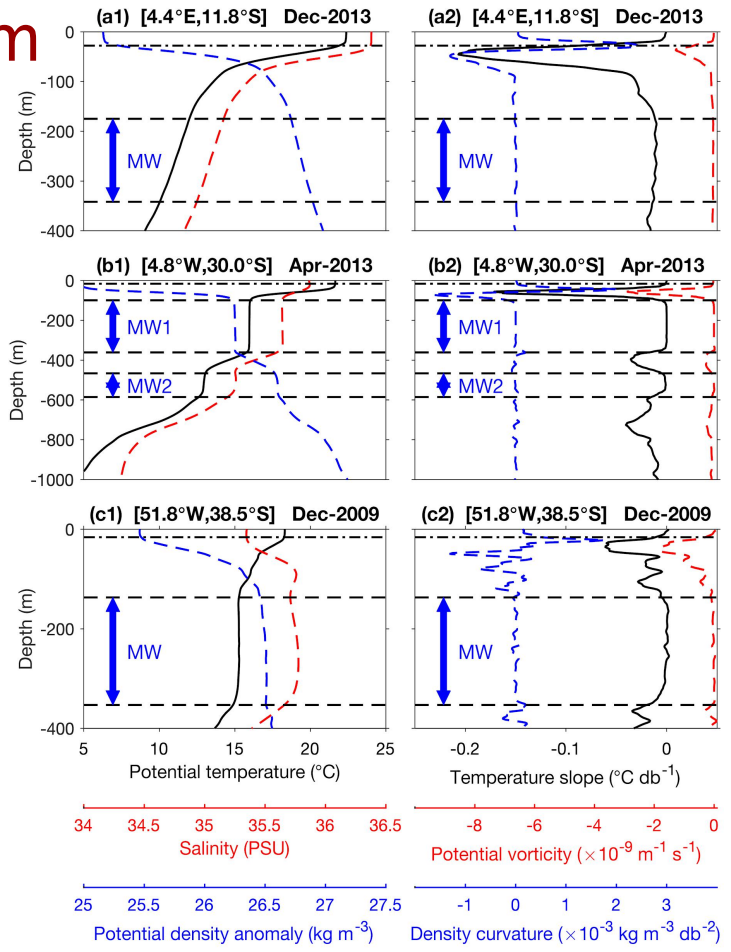 m
(a1) [4.4°E,11.8°S] Dec-2013
(a2) [4.4°E,11.8°S] Dec-2013
0
-100
-200
-300
-400
Depth (m)
MW
MW
(b1) [4.8°W,30.0°S] Apr-2013
(b2) [4.8°W,30.0°S] Apr-2013
0
-200
-400
-600
-800
-1000
Depth (m)
MW1
MW2
MW1
MW2
(c1) [51.8°W,38.5°S] Dec-2009
(c2) [51.8°W,38.5°S] Dec-2009
0
-200
-400
Depth (m)
MW
MW
5 10 15 20 25
Potential temperature (°C)
-0.2 -0.1 0
Temperature slope (°C db-1)
34 34.5 35 35.5 36 36.5
Salinity (PSU)
-8 -6 -4 -2 0
Potential vorticity (×10-9 m-1 s-1)
25 25.5 26 26.5 27 27.5
Potential density anomaly (kg m-3)
-1 0 1 2 3
Density curvature (×10-3 kg m-3 db-2)